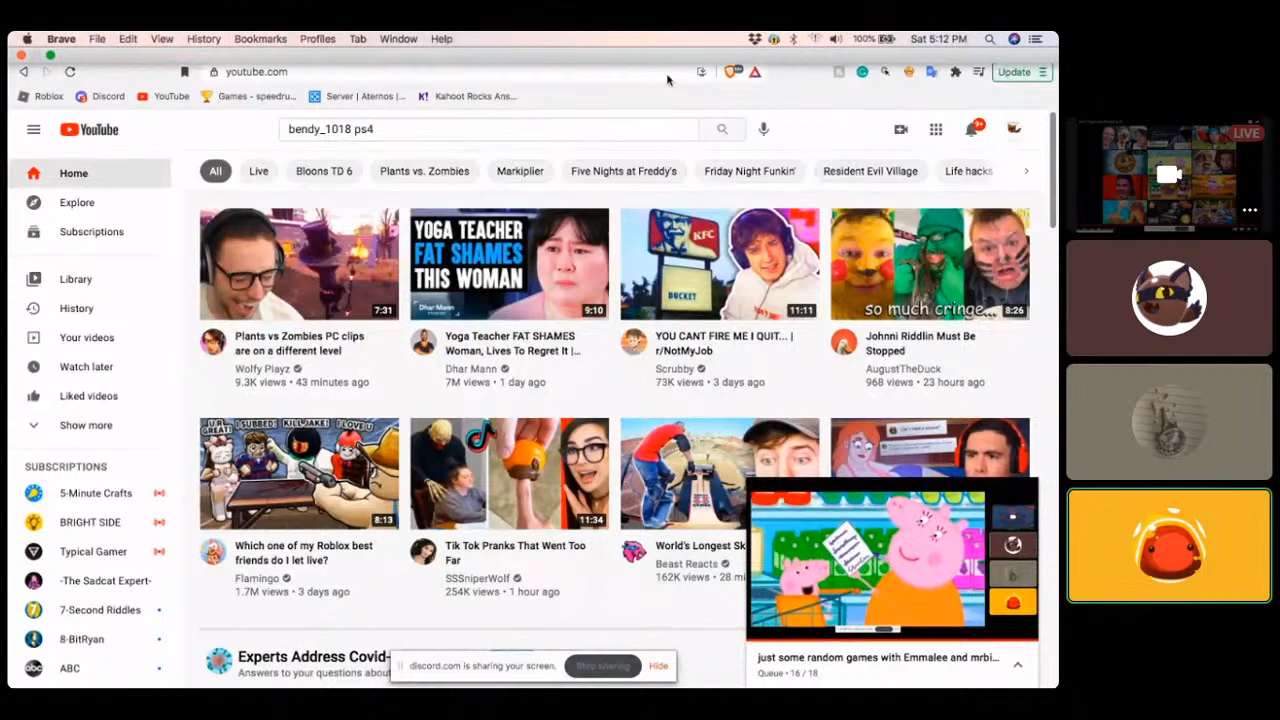 Brave File Edit View History Bookmarks Profiles Tab Window Help 100% Sat 5:12 PM
youtube.com Update
Roblox Discord YouTube Games - speedru... Server | Aternos |... Kahoot Rocks Ans...
YouTube bendy_1018 ps4 9+
All Live Bloons TD 6 Plants vs. Zombies Markiplier Five Nights at Freddy's Friday Night Funkin' Resident Evil Village Life hacks
LIVE
Home
Explore
Subscriptions
Library
History
Your videos
Watch later
Liked videos
Show more
SUBSCRIPTIONS
5-Minute Crafts
BRIGHT SIDE
Typical Gamer
-The Sadcat Expert-
7-Second Riddles
8-BitRyan
ABC
7:31
Plants vs Zombies PC clips
are on a different level
Wolfy Playz
9.3K views • 43 minutes ago
YOGA TEACHER
FAT SHAMES
THIS WOMAN
Dhar Mann
9:10
Yoga Teacher FAT SHAMES
Woman, Lives To Regret It |...
Dhar Mann
7M views • 1 day ago
KFC
BUCKET
11:11
YOU CANT FIRE ME I QUIT... |
r/NotMyJob
Scrubby
73K views • 3 days ago
so much cringe...
8:26
Johnni Riddlin Must Be
Stopped
AugustTheDuck
968 views • 23 hours ago
U R
GREAT!
I SUBBED!
KILL JAKE!
I LOVE U
8:13
Which one of my Roblox best
friends do I let live?
Flamingo
1.7M views • 3 days ago
11:34
Tik Tok Pranks That Went Too
Far
SSSniperWolf
254K views • 1 hour ago
World's Longest Sk
Beast Reacts
162K views • 28 mi
just some random games with Emmalee and mrbi...
Queue • 16 / 18
Experts Address Covid-
Answers to your questions about
discord.com is sharing your screen. Stop sharing Hide